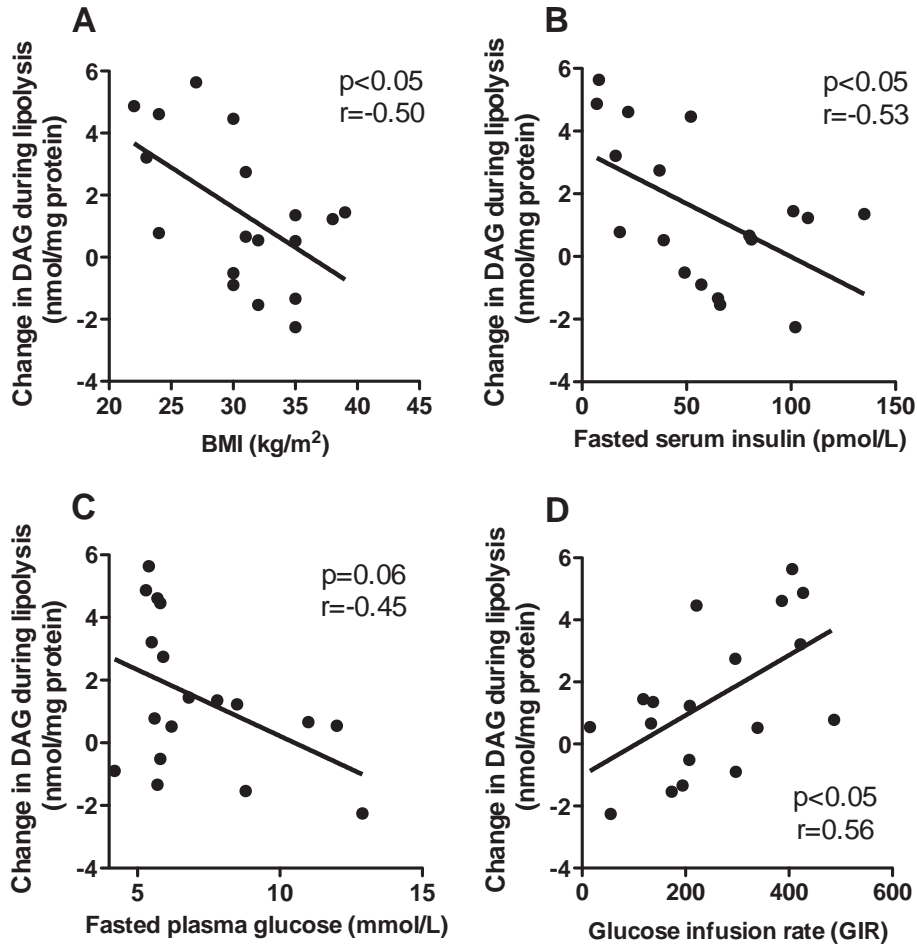 A
Change in DAG during lipolysis
(nmol/mg protein)
6
4
2
0
-2
-4
20 25 30 35 40 45
BMI (kg/m²)
p<0.05
r=-0.50
B
Change in DAG during lipolysis
(nmol/mg protein)
6
4
2
0
-2
-4
0 50 100 150
Fasted serum insulin (pmol/L)
p<0.05
r=-0.53
C
Change in DAG during lipolysis
(nmol/mg protein)
6
4
2
0
-2
-4
5 10 15
Fasted plasma glucose (mmol/L)
p=0.06
r=-0.45
D
Change in DAG during lipolysis
(nmol/mg protein)
6
4
2
0
-2
-4
0 200 400 600
Glucose infusion rate (GIR)
p<0.05
r=0.56